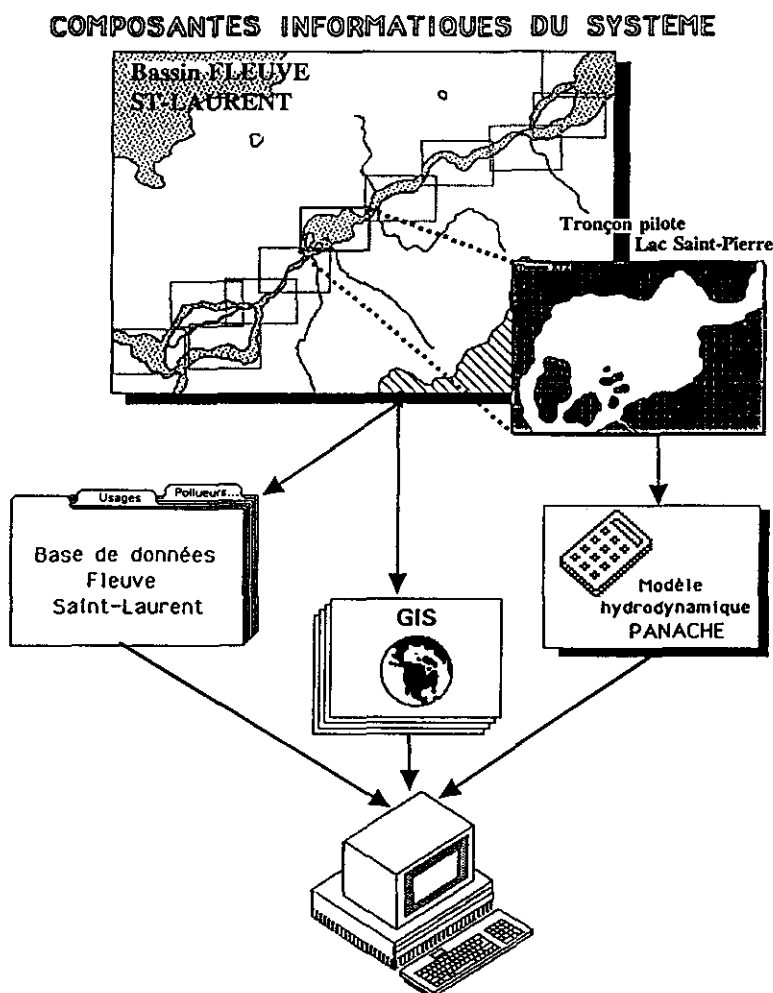 COMPOSANTES INFORMATIQUES DU SYSTEME
Bassin FLEUVE
ST-LAURENT
Tronçon pilote
Lac Saint-Pierre
Usages
Pollueurs...
Base de données
Fleuve
Saint-Laurent
GIS
Modèle
hydrodynamique
PANACHE